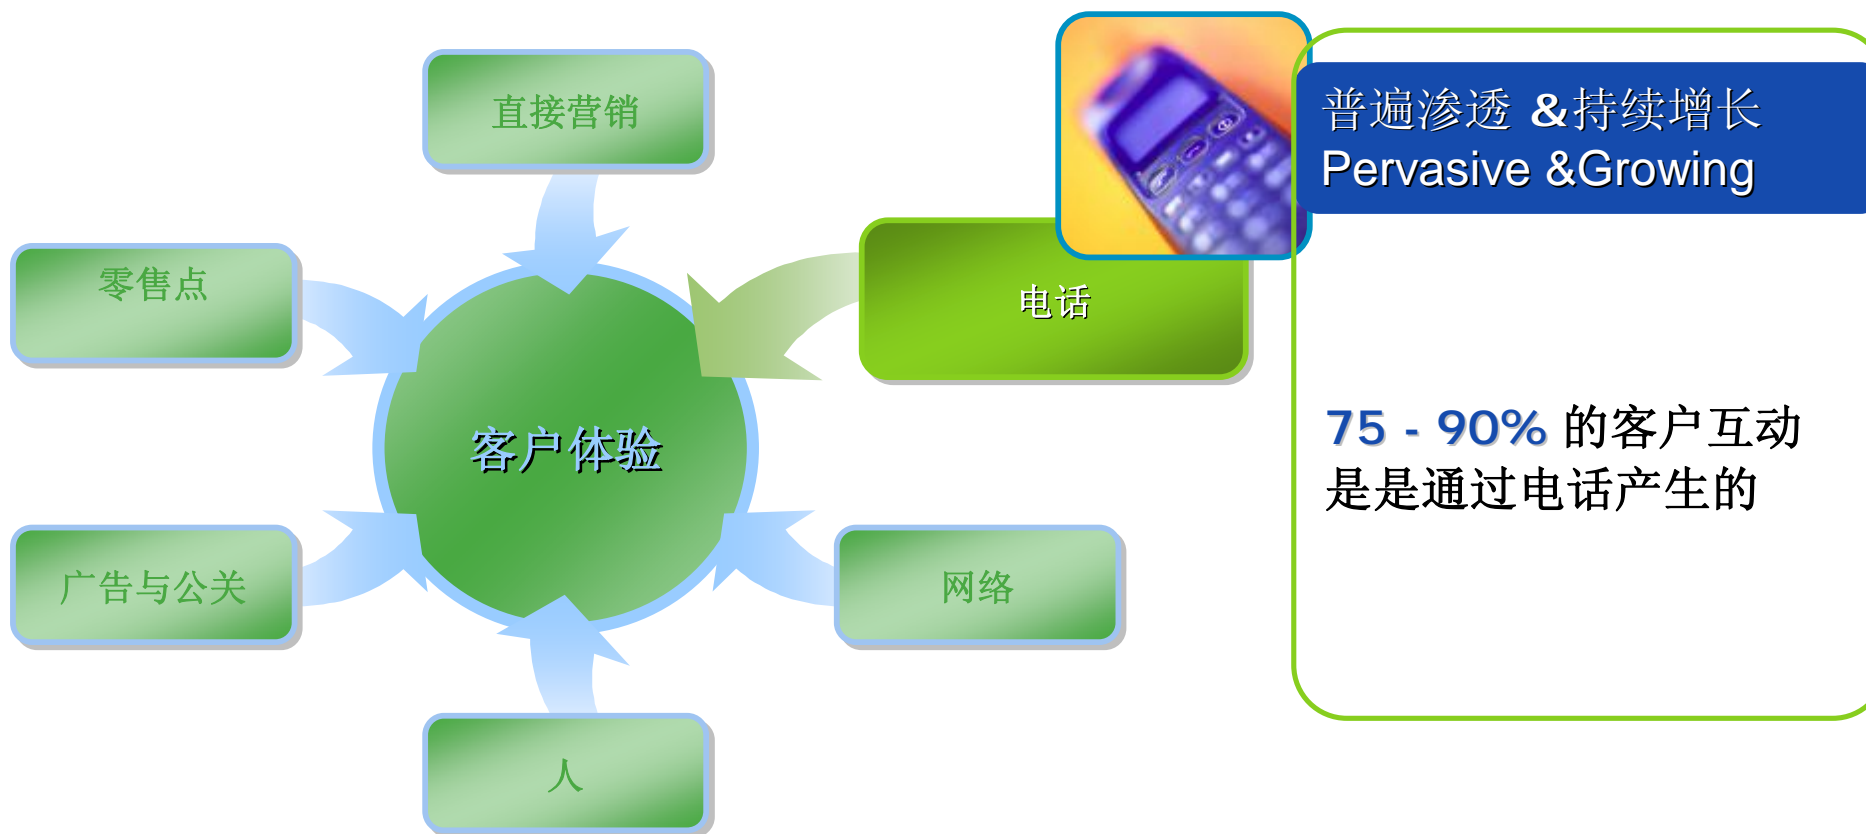 直接营销
普遍渗透 &持续增长
Pervasive &Growing
零售点
电话
客户体验
75 - 90% 的客户互动
是是通过电话产生的
广告与公关
网络
人